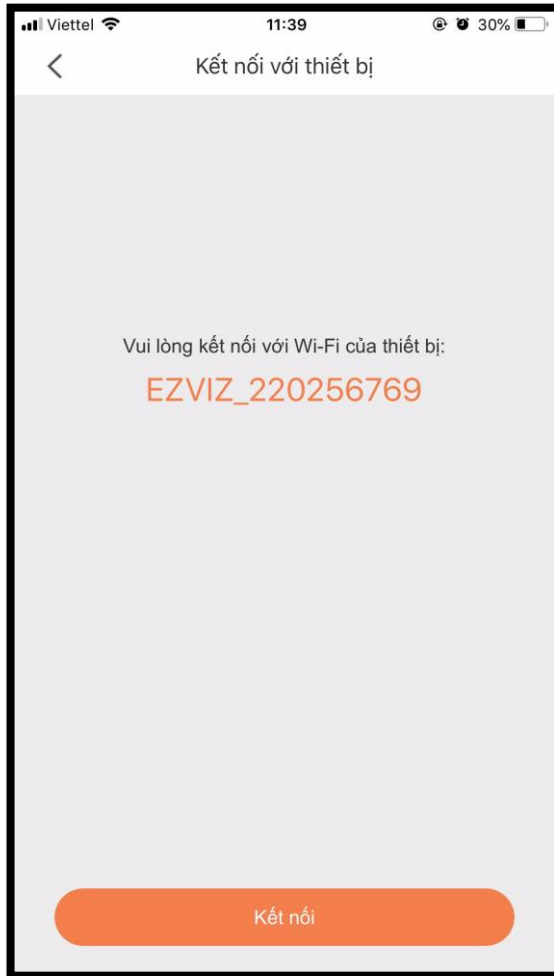 Viettel 11:39 30%
Kết nối với thiết bị
Vui lòng kết nối với Wi-Fi của thiết bị:
EZVIZ_220256769
Kết nối